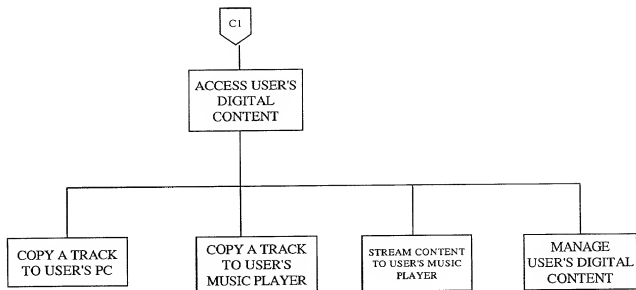 C1
ACCESS USER'S
DIGITAL
CONTENT
COPY A TRACK
TO USER'S PC
COPY A TRACK
TO USER'S
MUSIC PLAYER
STREAM CONTENT
TO USER'S MUSIC
PLAYER
MANAGE
USER'S DIGITAL
CONTENT